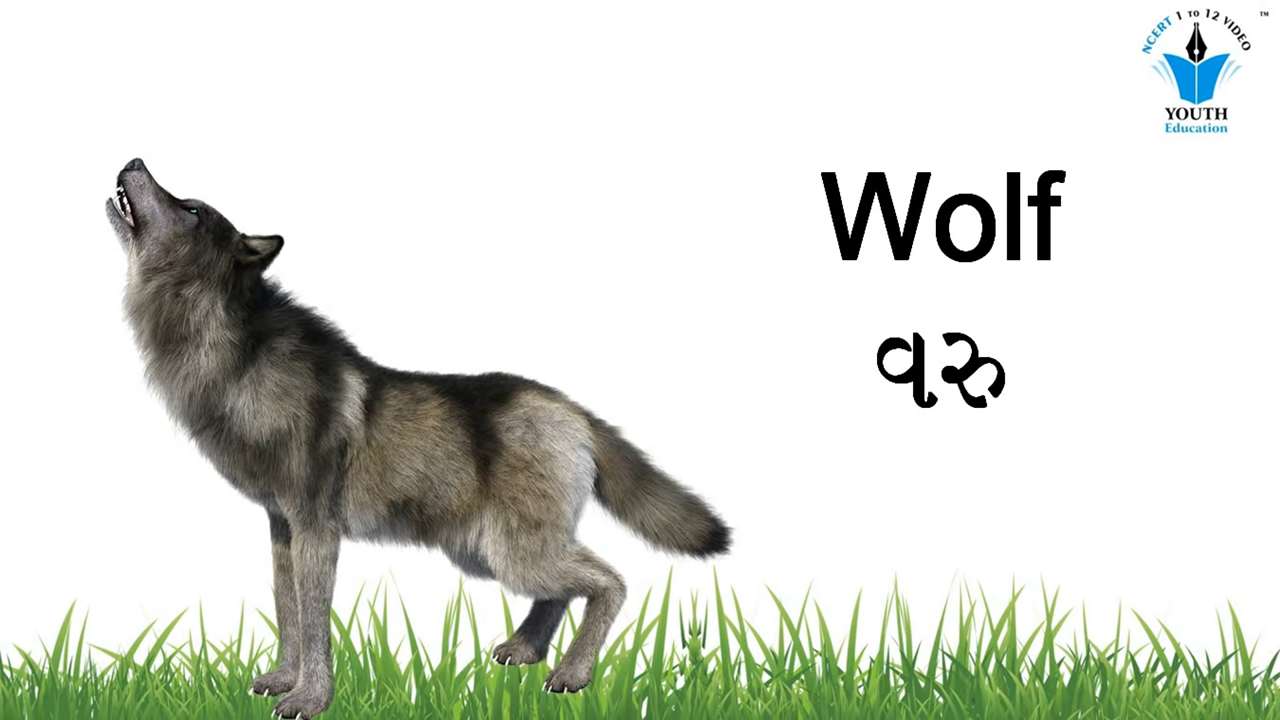 NCERT 1 TO 12 VIDEO
TM
YOUTH
Education
Wolf
વરુ